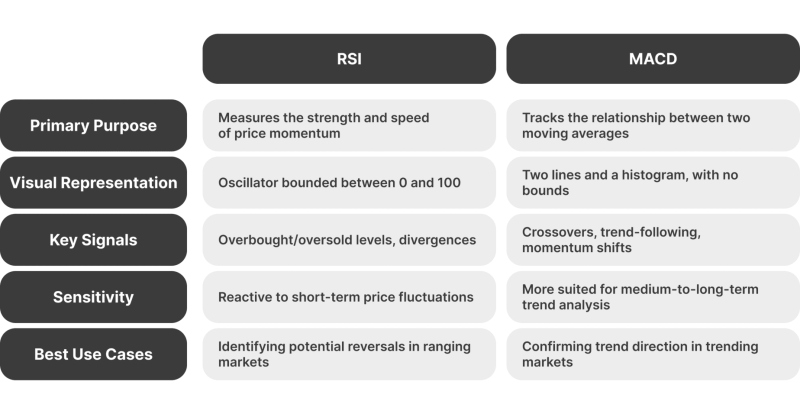 RSI
MACD
Primary Purpose
Measures the strength and speed
of price momentum
Tracks the relationship between two
moving averages
Visual Representation
Oscillator bounded between 0 and 100
Two lines and a histogram, with no
bounds
Key Signals
Overbought/oversold levels, divergences
Crossovers, trend-following,
momentum shifts
Sensitivity
Reactive to short-term price fluctuations
More suited for medium-to-long-term
trend analysis
Best Use Cases
Identifying potential reversals in ranging
markets
Confirming trend direction in trending
markets